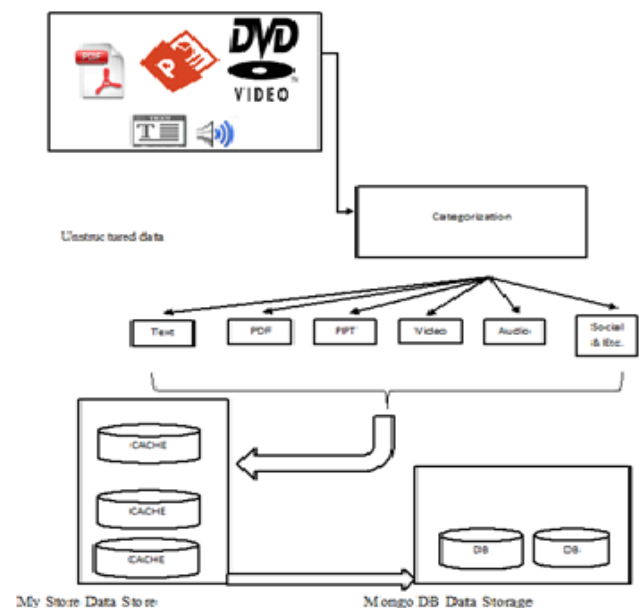 PDF
P
DVD
VIDEO
T
Categorization
Unstructured data
Text
PDF
PPT
Video
Audio
Social
& Etc.
CACHE
CACHE
CACHE
DB
DB
My Store Data Store
Mongo DB Data Storage